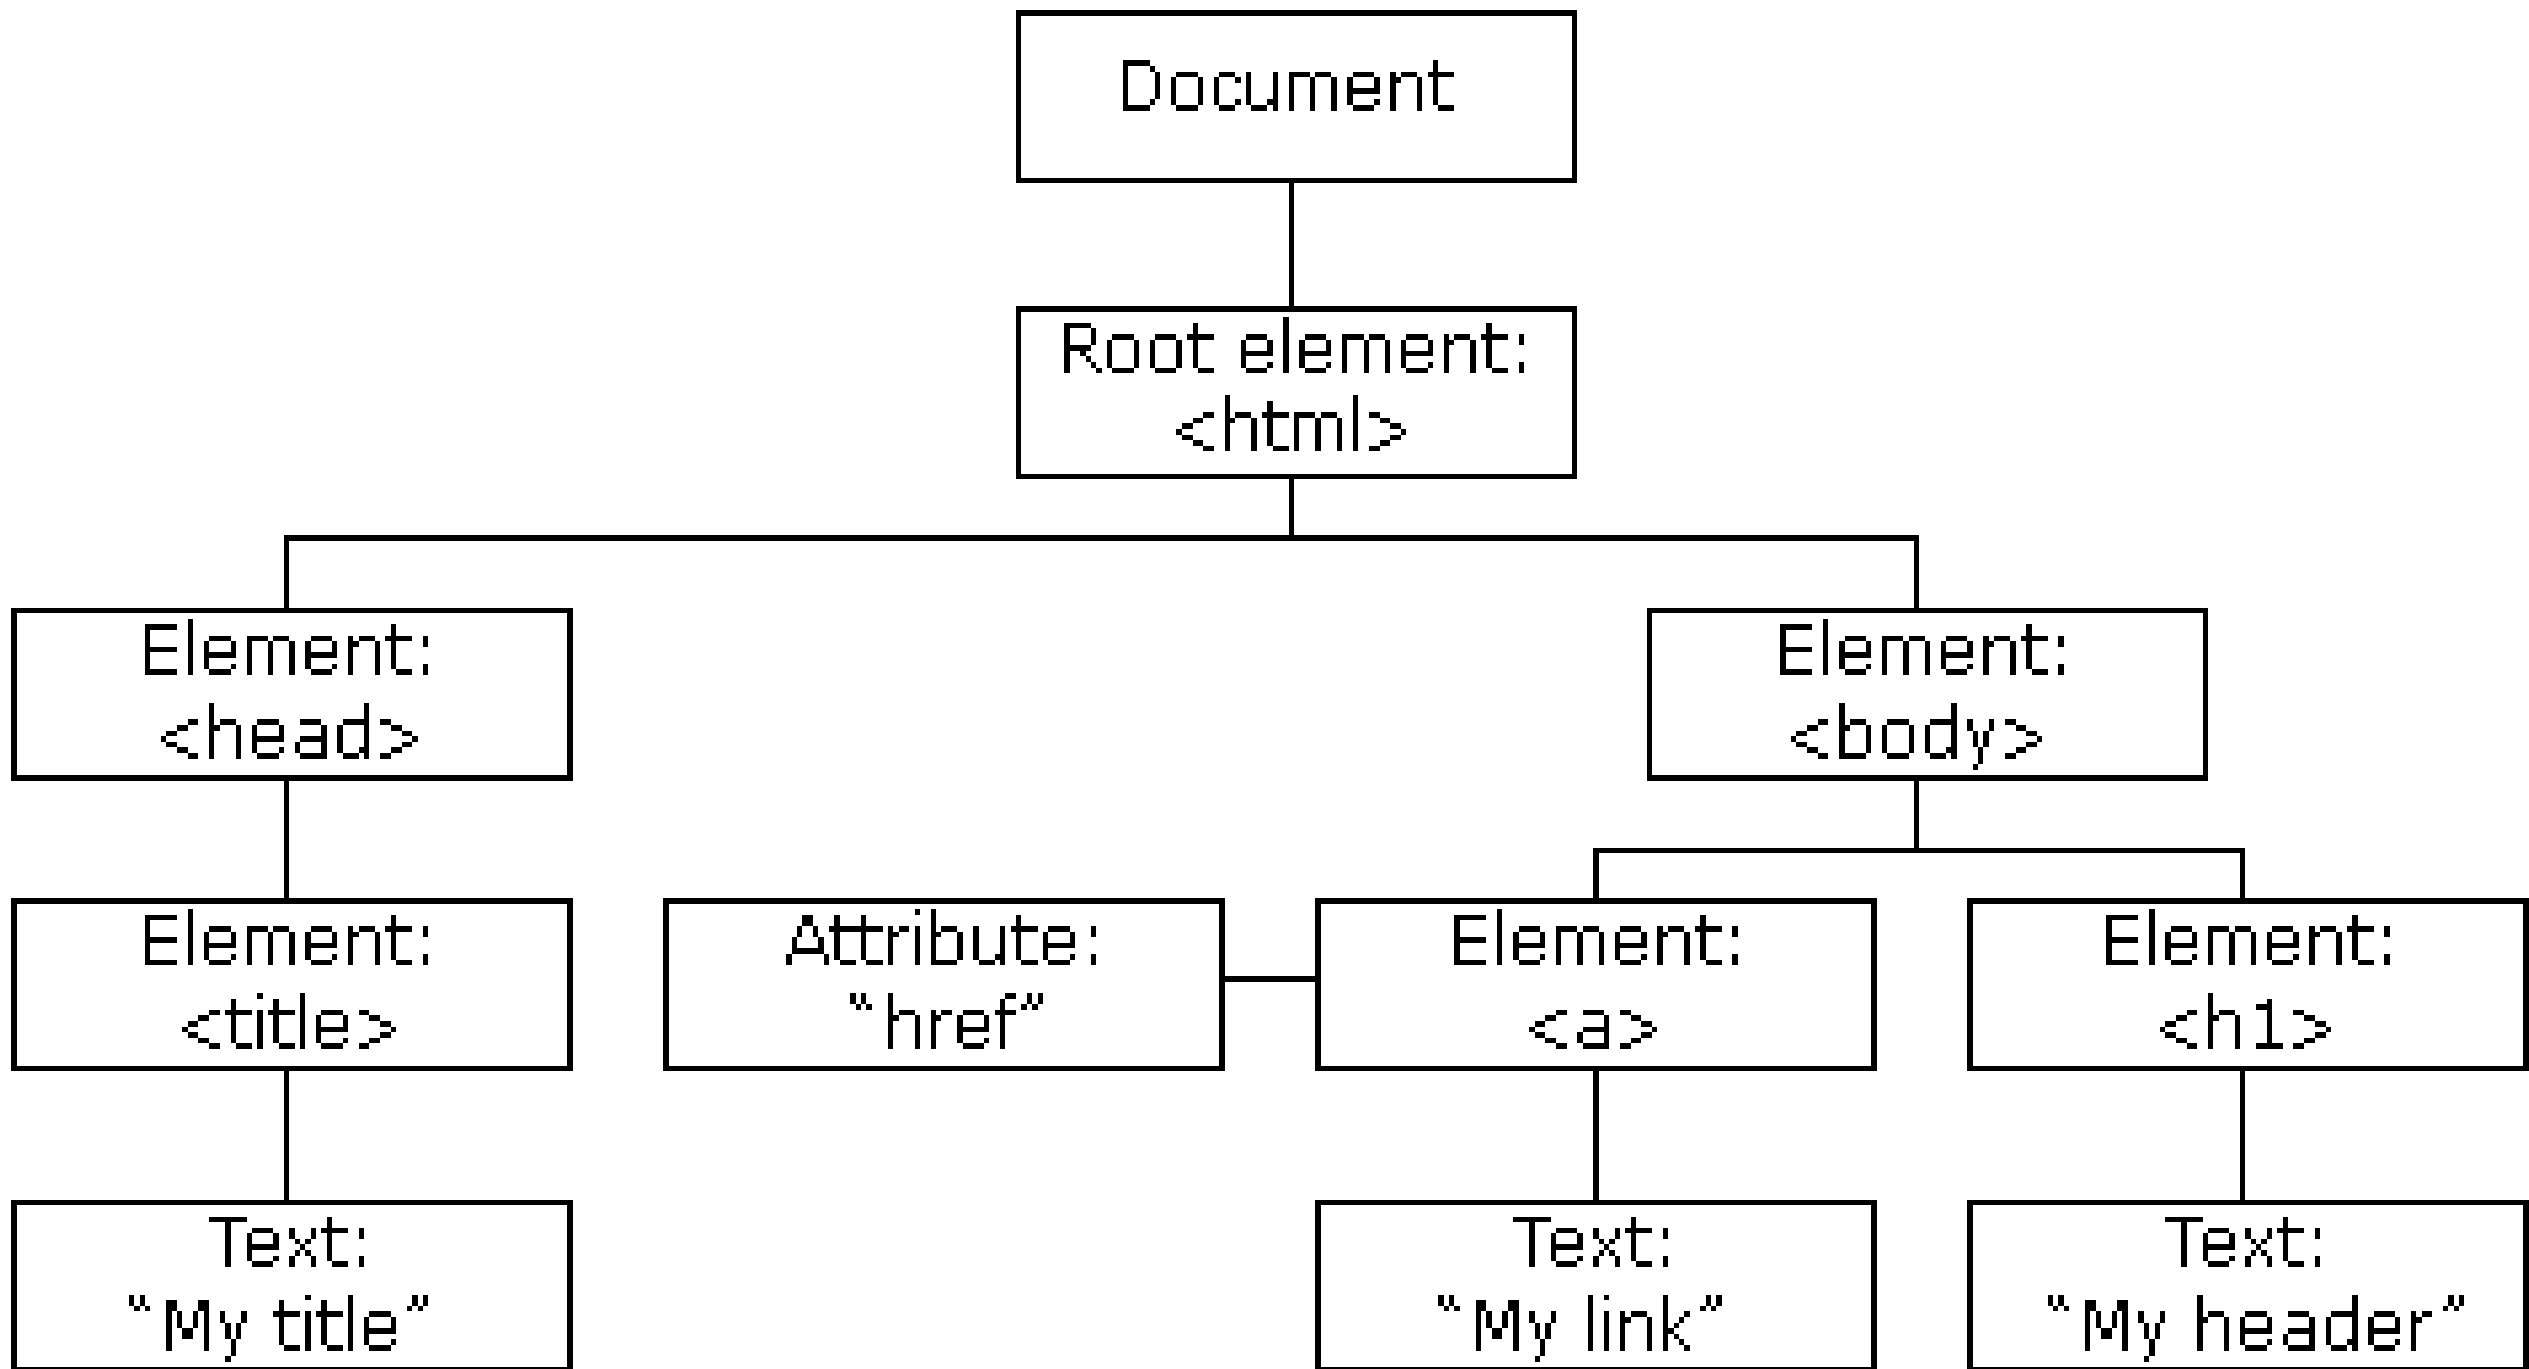 Document
Root element:
<html>
Element:
<head>
Element:
<body>
Element:
<title>
Attribute:
“href”
Element:
<a>
Element:
<h1>
Text:
“My title”
Text:
“My link”
Text:
“My header”